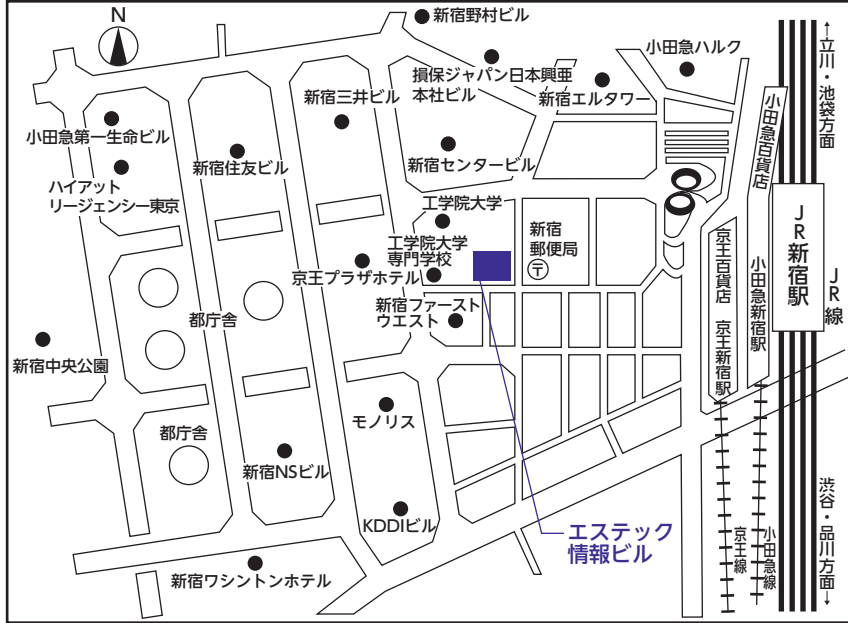 N
新宿野村ビル
小田急ハルク
←立川・池袋方面
損保ジャパン日本興亜
本社ビル
新宿エルタワー
新宿三井ビル
小田急百貨店
小田急第一生命ビル
新宿住友ビル
新宿センタービル
ハイアット
リージェンシー東京
工学院大学
新宿
郵便局
〒
工学院大学
専門学校
京王プラザホテル
JR新宿駅
JR線
京王百貨店 京王新宿駅
小田急新宿駅
新宿ファースト
ウエスト
都庁舎
新宿中央公園
モノリス
都庁舎
新宿NSビル
KDDIビル
エステック
情報ビル
新宿ワシントンホテル
京王線
小田急線
渋谷・品川方面→